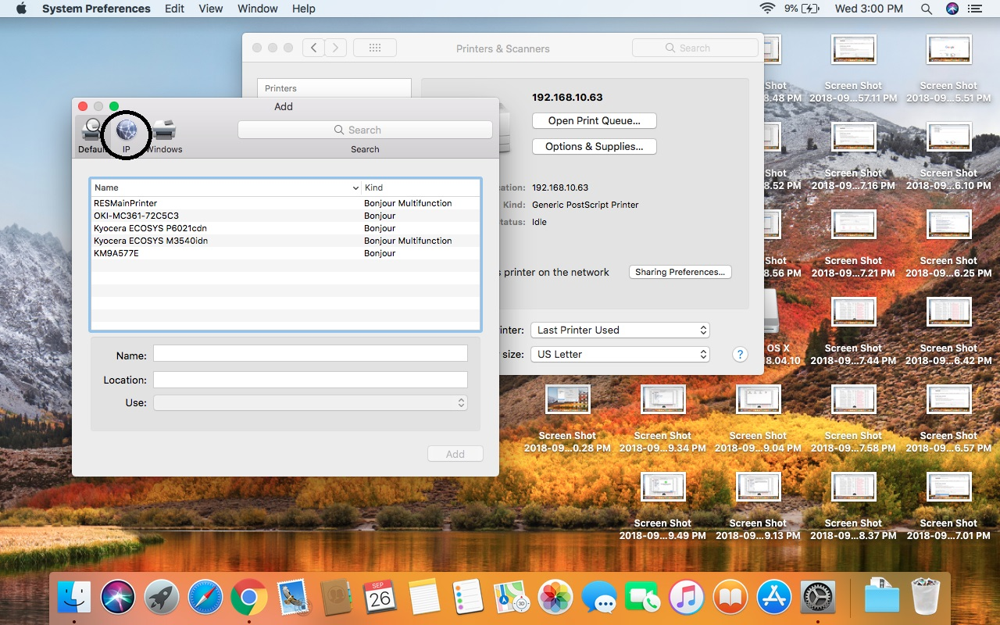 System Preferences Edit View Window Help 9% Wed 3:00 PM
Printers & Scanners
Search
Printers
192.168.10.63
Open Print Queue...
Options & Supplies...
ation: 192.168.10.63
Kind: Generic PostScript Printer
tatus: Idle
s printer on the network Sharing Preferences...
inter: Last Printer Used
size: US Letter
?
Add
Search
Defau IP Windows Search
Name Kind
RESMainPrinter Bonjour Multifunction
OKI-MC361-72C5C3 Bonjour
Kyocera ECOSYS P6021cdn Bonjour
Kyocera ECOSYS M3540idn Bonjour Multifunction
KM9A577E Bonjour
Name:
Location:
Use:
Add
Shot Screen Shot Screen Shot
8.48 PM 2018-09...57.11 PM 2018-09...5.51 PM
Shot Screen Shot Screen Shot
8.52 PM 2018-09...7.16 PM 2018-09...6.10 PM
Shot Screen Shot Screen Shot
8.56 PM 2018-09...7.21 PM 2018-09...6.25 PM
OS X Screen Shot Screen Shot
8.04.10 2018-09...7.44 PM 2018-09...6.42 PM
Screen Shot Screen Shot Screen Shot Screen Shot Screen Shot
2018-09...0.28 PM 2018-09...9.34 PM 2018-09...9.04 PM 2018-09...7.58 PM 2018-09...6.57 PM
Screen Shot Screen Shot Screen Shot Screen Shot
2018-09...9.49 PM 2018-09...9.13 PM 2018-09...8.37 PM 2018-09...7.01 PM
SEP
26
3D